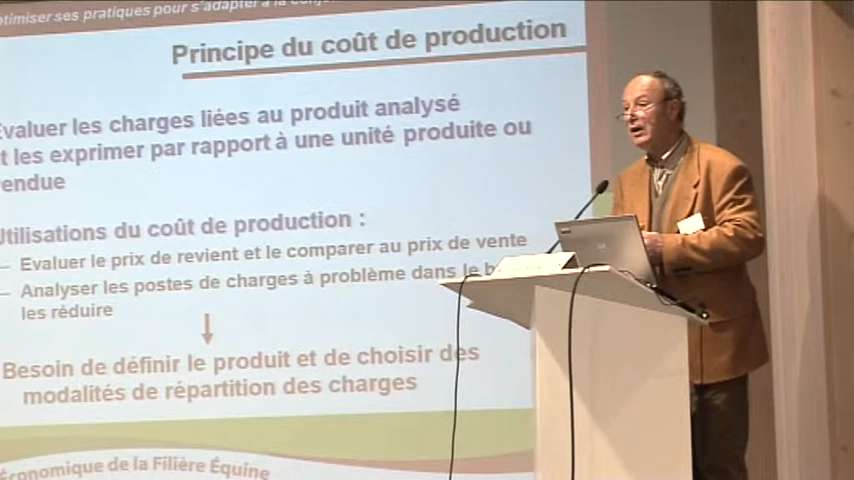 optimiser ses pratiques pour s'adapter à la
Principe du coût de production
Évaluer les charges liées au produit analysé
t les exprimer par rapport à une unité produite ou
endue
Utilisations du coût de production :
– Évaluer le prix de revient et le comparer au prix de vente
– Analyser les postes de charges à problème dans le b
les réduire
Besoin de définir le produit et de choisir des
modalités de répartition des charges
Économique de la Filière Équine